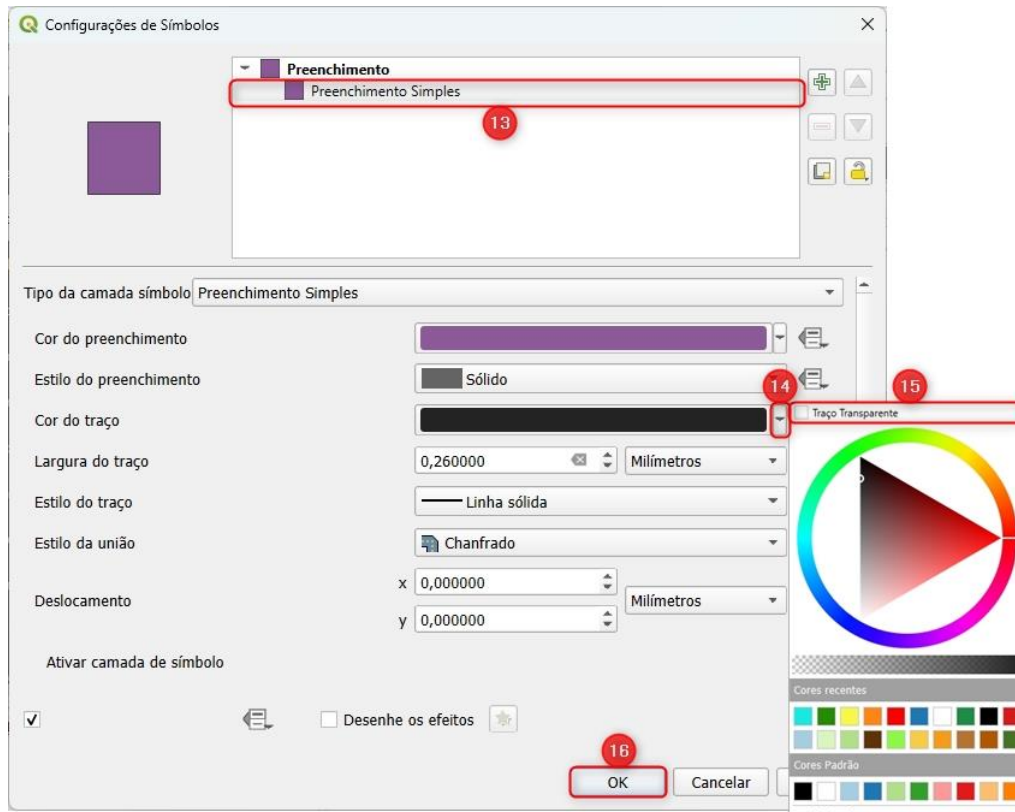 Configurações de Símbolos
Preenchimento
Preenchimento Simples
13
Tipo da camada símbolo Preenchimento Simples
Cor do preenchimento
Estilo do preenchimento Sólido
14 15
Cor do traço Traço Transparente
Largura do traço 0,260000 Milímetros
Estilo do traço Linha sólida
Estilo da união Chanfrado
Deslocamento x 0,000000 Milímetros
y 0,000000
Ativar camada de símbolo
Cores recentes
Desenhe os efeitos
16
Cores Padrão
OK Cancelar